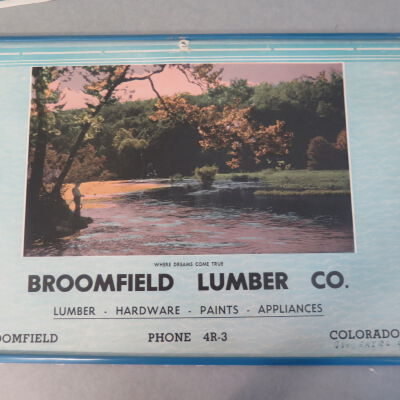 WHERE DREAMS COME TRUE
BROOMFIELD LUMBER CO.
LUMBER - HARDWARE - PAINTS - APPLIANCES
OOMFIELD PHONE 4R-3 COLORADO